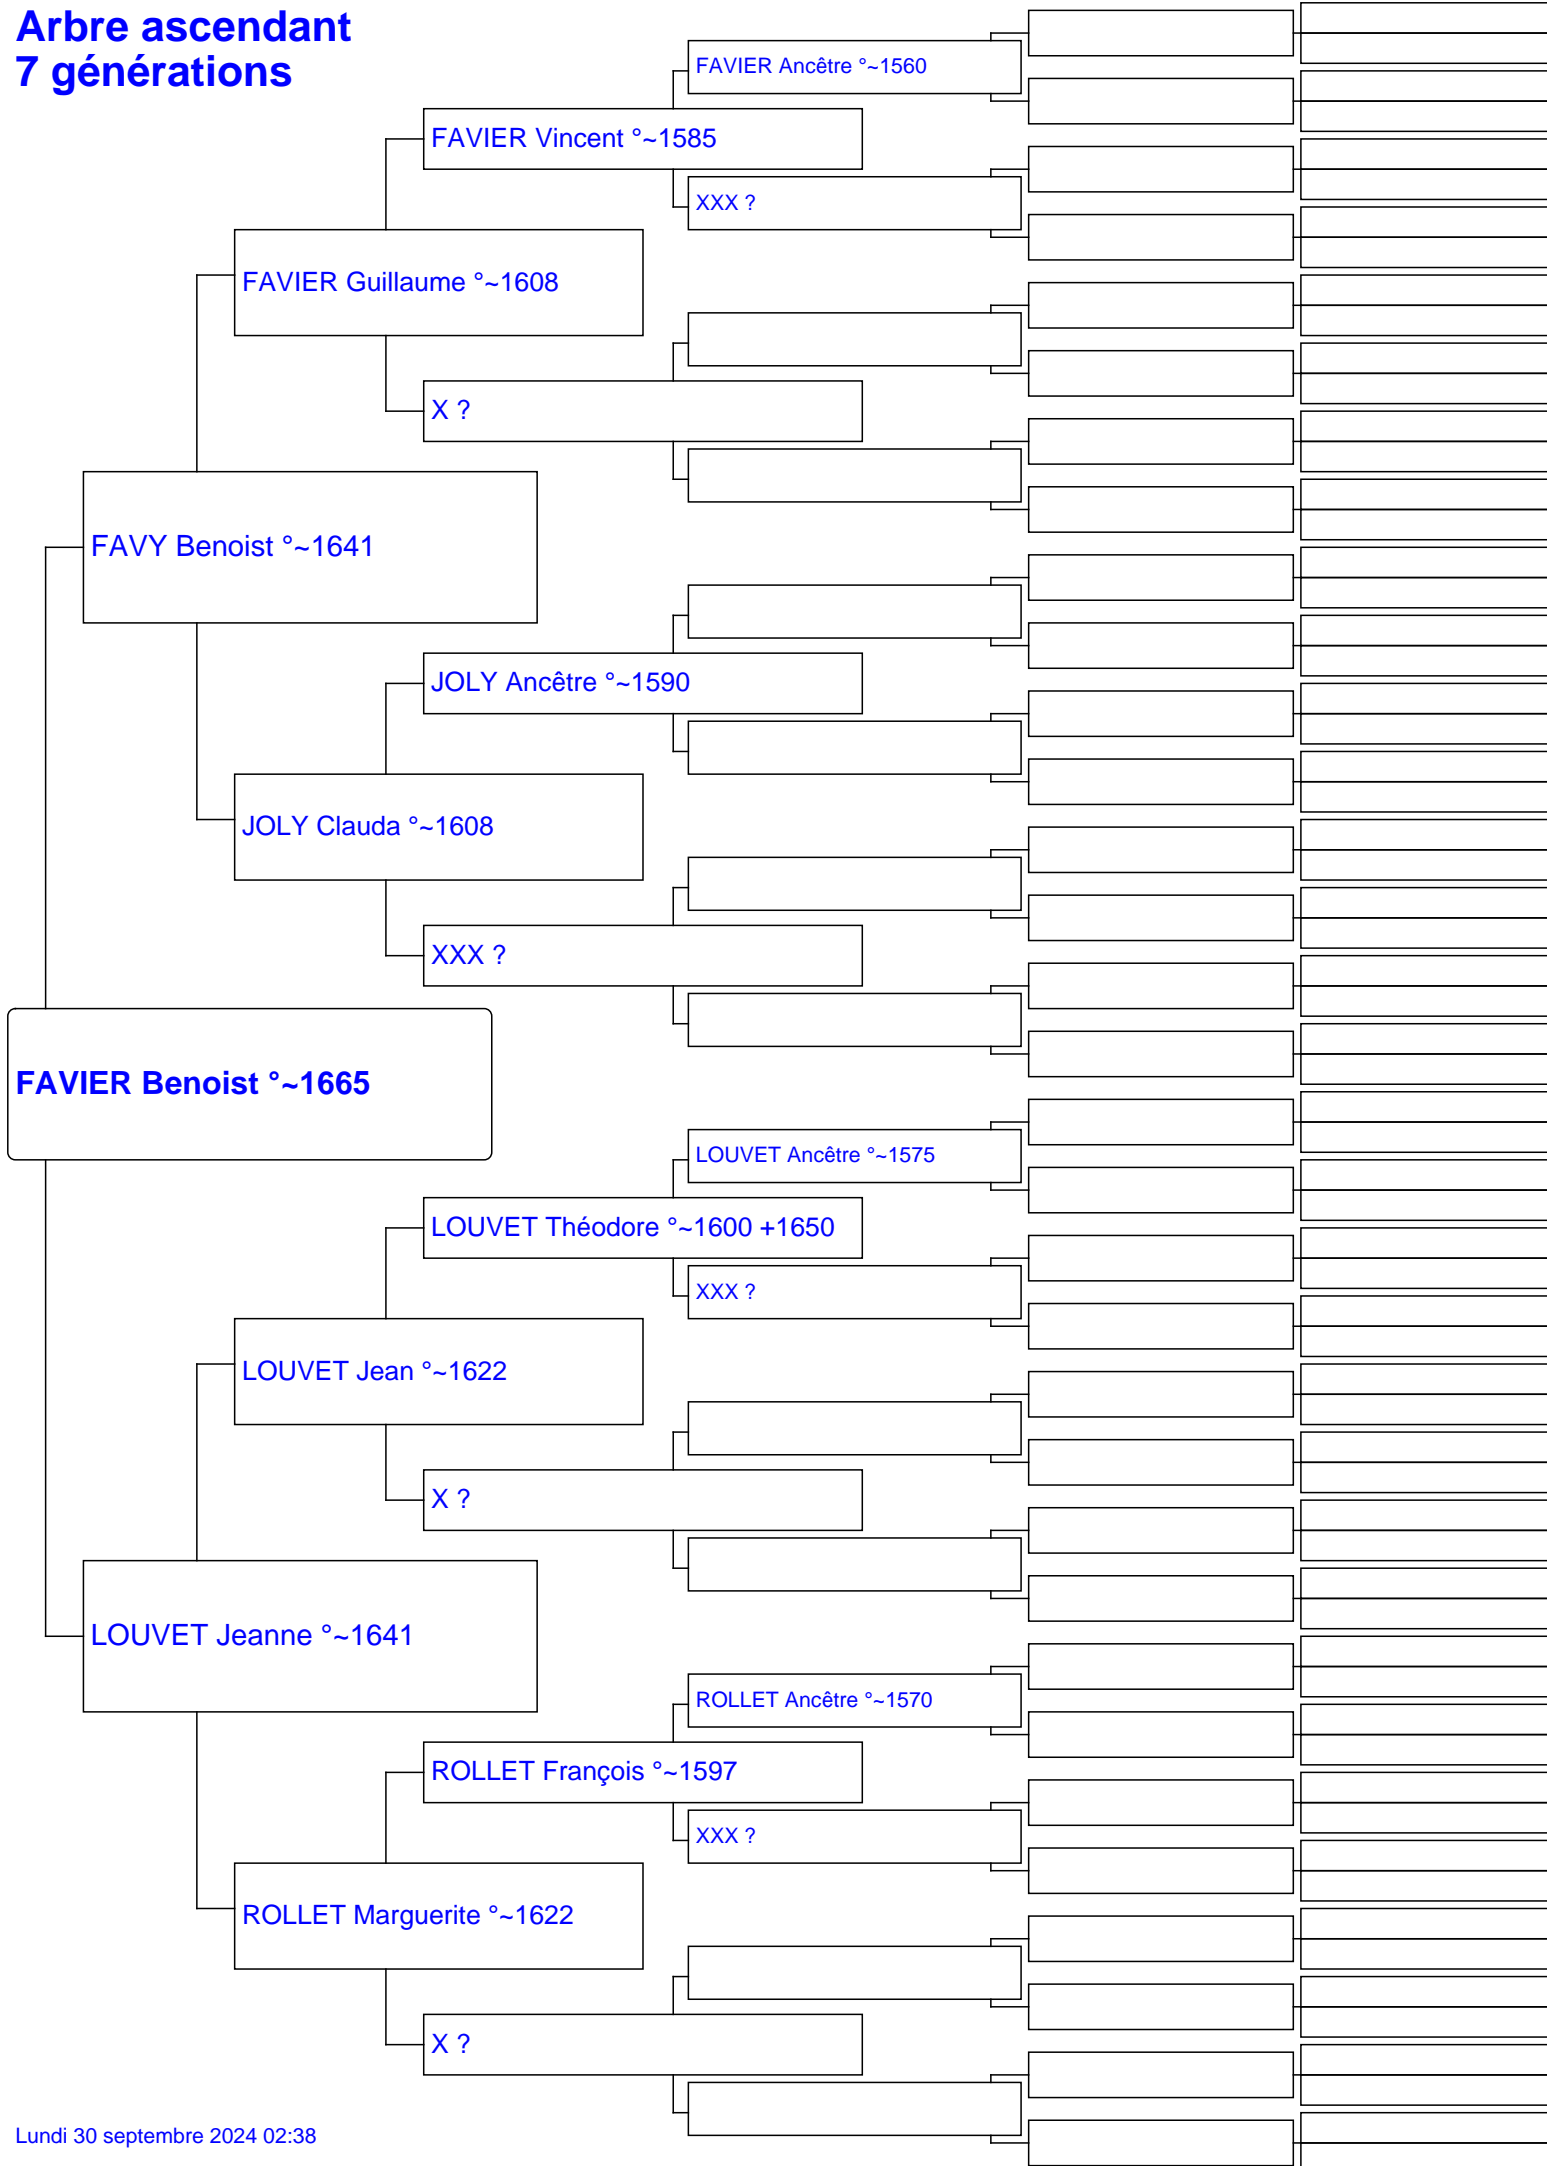 Arbre ascendant
7 générations
FAVIER Ancêtre °~1560
FAVIER Vincent °~1585
XXX ?
FAVIER Guillaume °~1608
X ?
FAVY Benoist °~1641
JOLY Ancêtre °~1590
JOLY Clauda °~1608
XXX ?
FAVIER Benoist °~1665
LOUVET Ancêtre °~1575
LOUVET Théodore °~1600 +1650
XXX ?
LOUVET Jean °~1622
X ?
LOUVET Jeanne °~1641
ROLLET Ancêtre °~1570
ROLLET François °~1597
XXX ?
ROLLET Marguerite °~1622
X ?
Lundi 30 septembre 2024 02:38